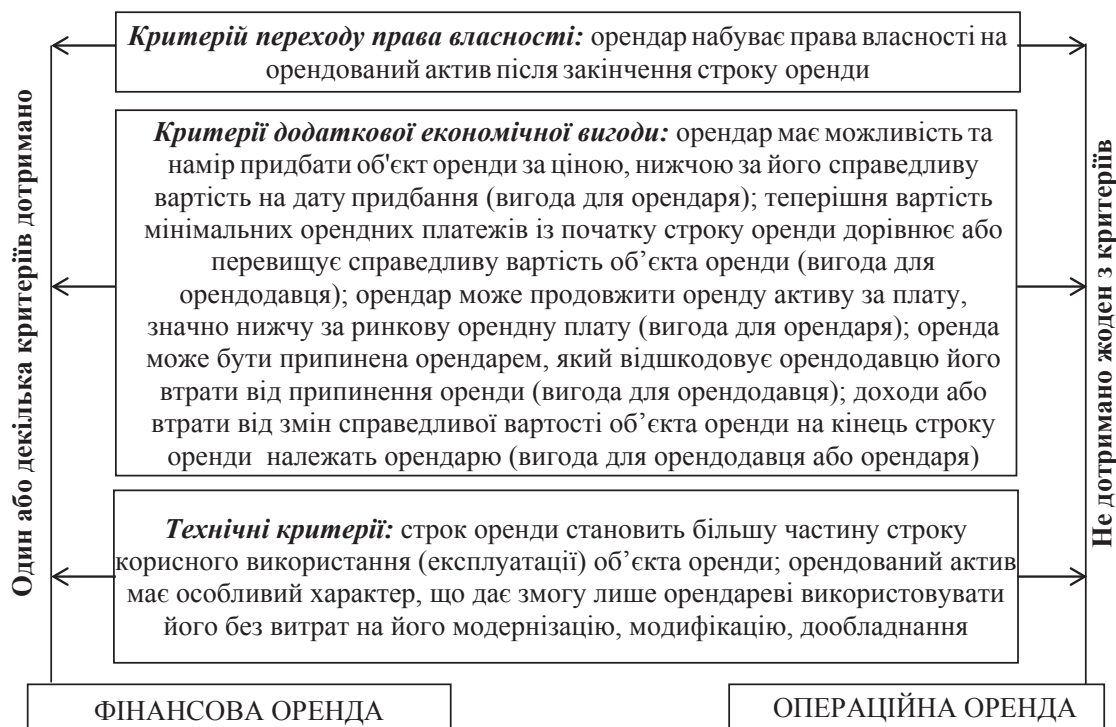 Критерій переходу права власності: орендар набуває права власності на
орендований актив після закінчення строку оренди
Критерії додаткової економічної вигоди: орендар має можливість та
намір придбати об'єкт оренди за ціною, нижчою за його справедливу
вартість на дату придбання (вигода для орендаря); теперішня вартість
мінімальних орендних платежів із початку строку оренди дорівнює або
перевищує справедливу вартість об’єкта оренди (вигода для
орендодавця); орендар може продовжити оренду активу за плату,
значно нижчу за ринкову орендну плату (вигода для орендаря); оренда
може бути припинена орендарем, який відшкодовує орендодавцю його
втрати від припинення оренди (вигода для орендодавця); доходи або
втрати від змін справедливої вартості об’єкта оренди на кінець строку
оренди належать орендарю (вигода для орендодавця або орендаря)
Технічні критерії: строк оренди становить більшу частину строку
корисного використання (експлуатації) об’єкта оренди; орендований актив
має особливий характер, що дає змогу лише орендареві використовувати
його без витрат на його модернізацію, модифікацію, дообладнання
Один або декілька критеріїв дотримано
Не дотримано жоден з критеріїв
ФІНАНСОВА ОРЕНДА
ОПЕРАЦІЙНА ОРЕНДА